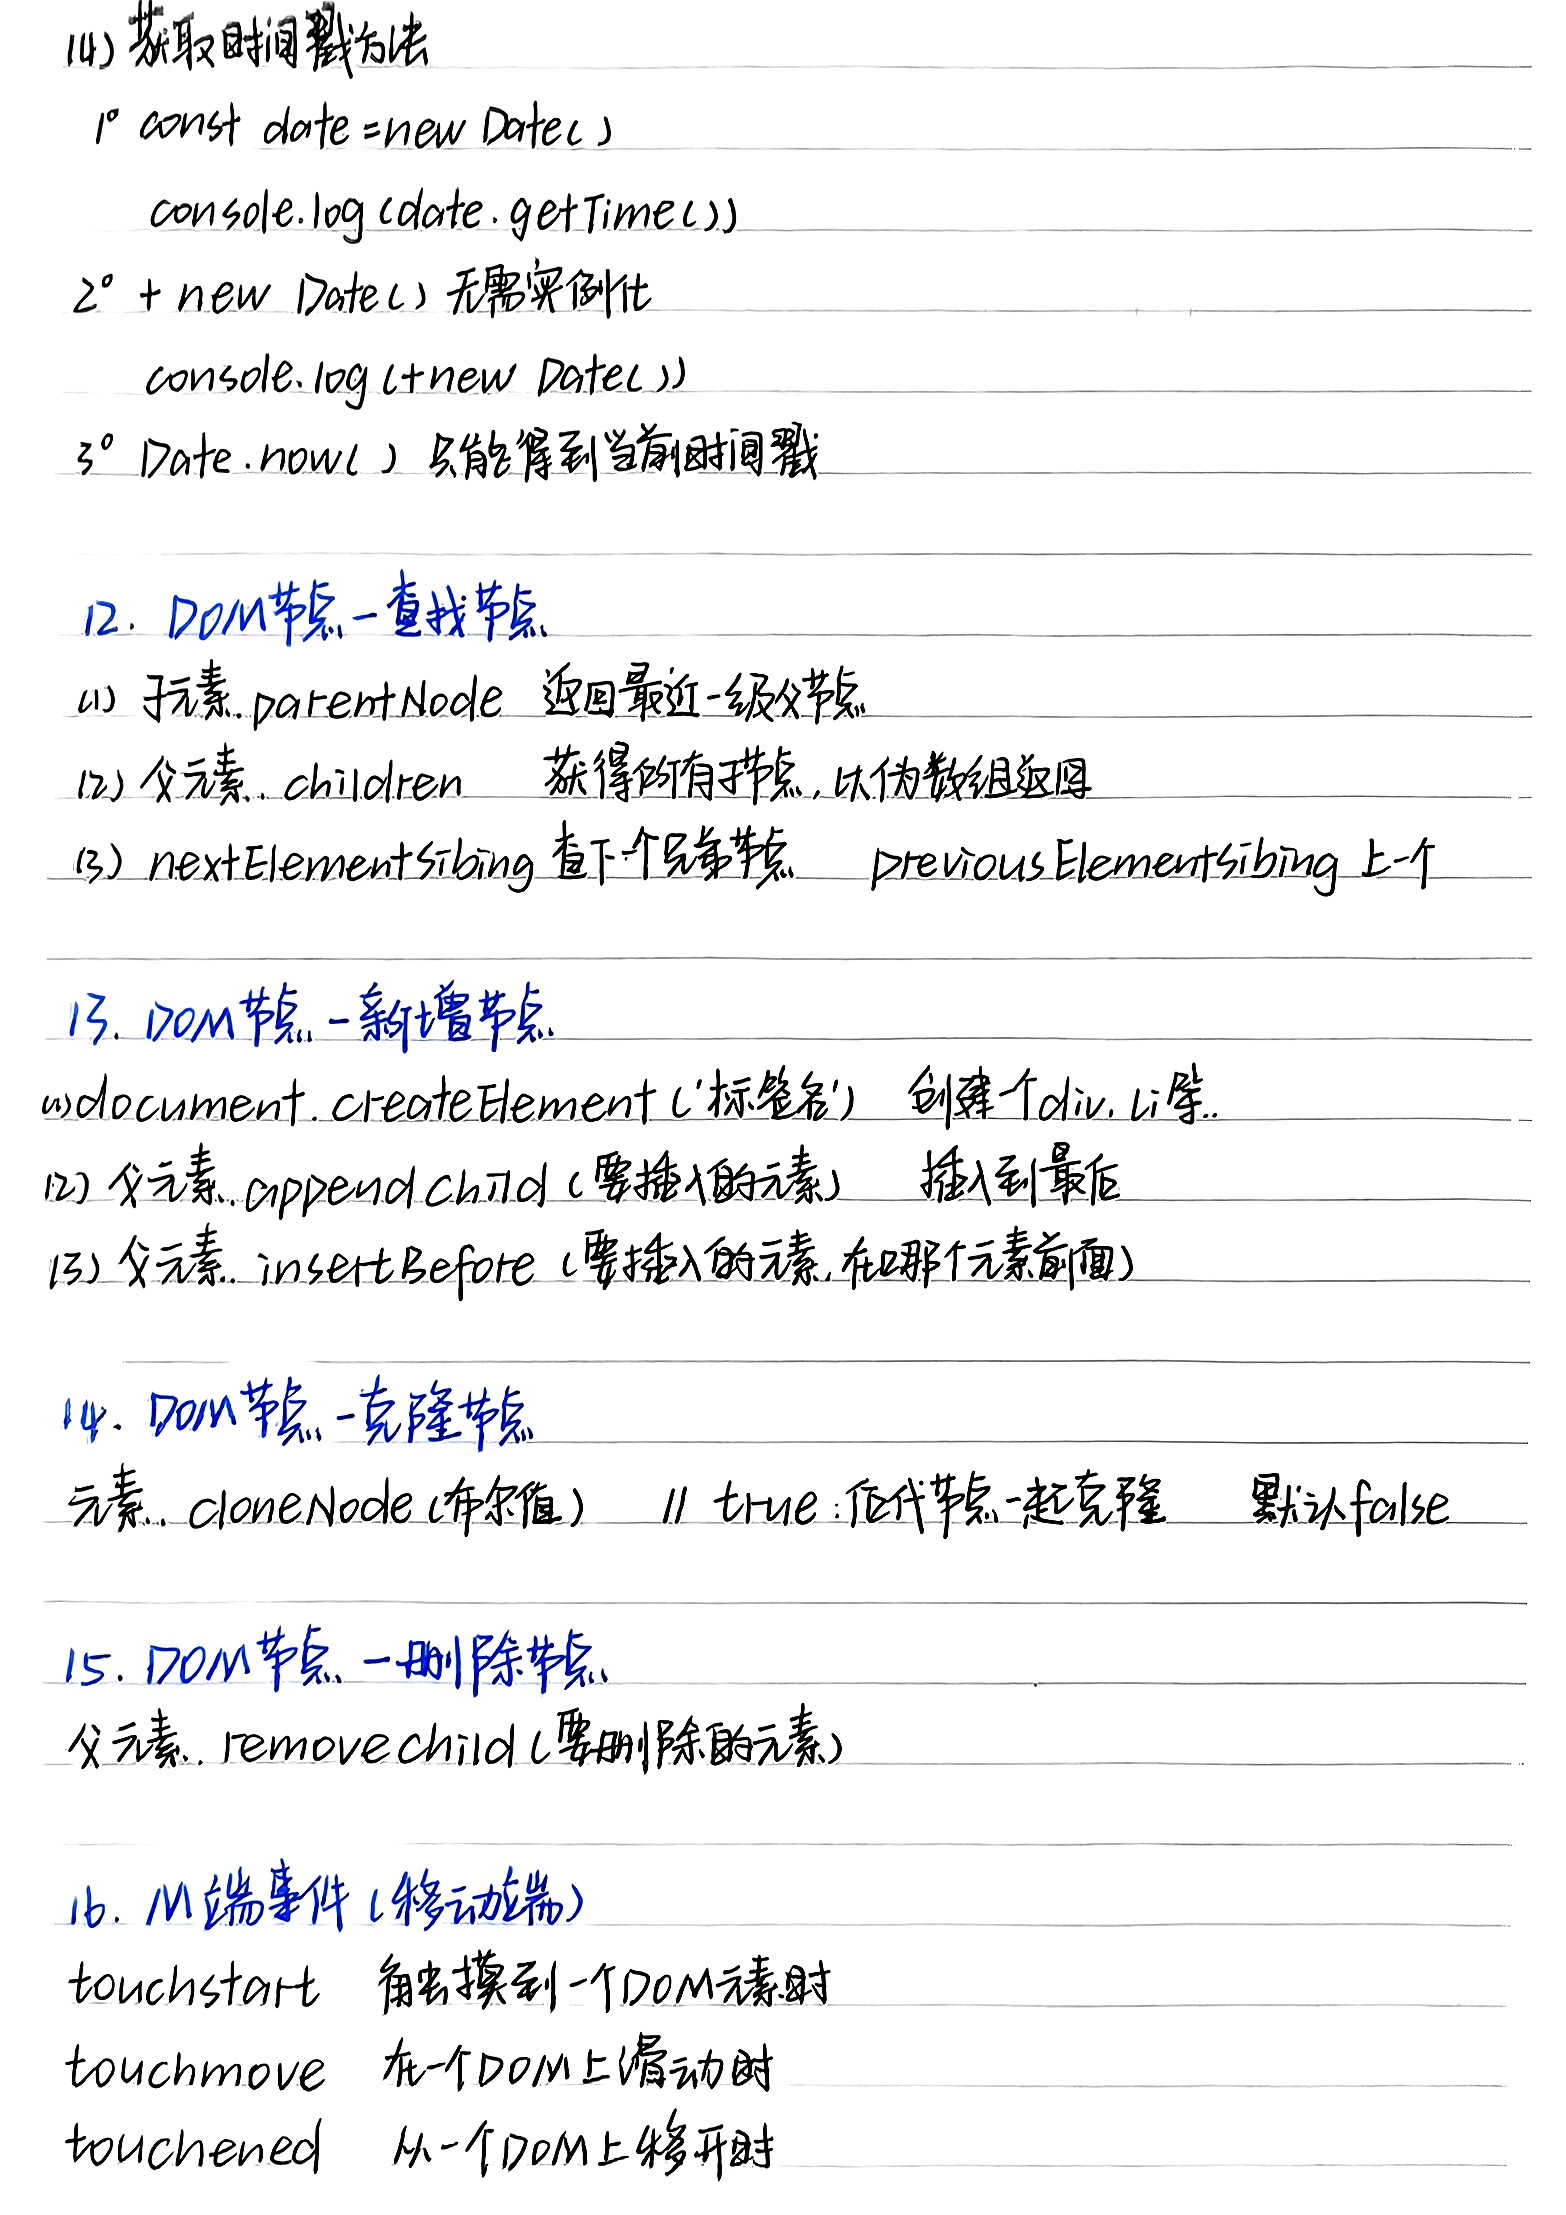 (4) 获取时间戳方法
1° const date=new Date()
console.log(date.getTime())
2° + new Date() 无需实例化
console.log(+new Date())
3° Date.now() 只能得到当前时间戳
12. DOM节点-查找节点
(1) 子元素.parentNode 返回最近一级父节点
(2) 父元素.children 获得所有子节点,以伪数组返回
(3) nextElementSibing 查下一个兄弟节点 previousElementSibing 上一个
13. DOM节点-新增节点
(1)document.createElement('标签名') 创建个div.li等..
(2) 父元素.appendchild(要插入的元素) 插入到最后
(3) 父元素.insertBefore(要插入的元素,在哪个元素前面)
14. DOM节点-克隆节点
元素.cloneNode(布尔值) // true:后代节点一起克隆 默认false
15. DOM节点-删除节点
父元素.removechild(要删除的元素)
16. M端事件(移动端)
touchstart 触摸到一个DOM元素时
touchmove 在一个DOM上滑动时
touchened 从一个DOM上移开时